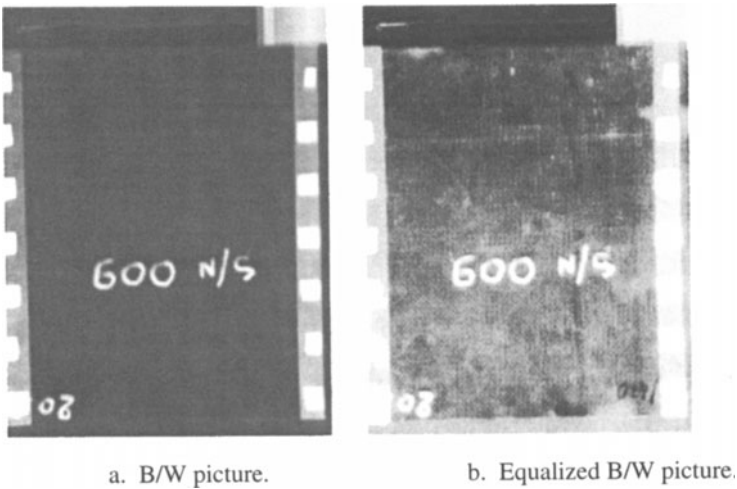 600 N/S
600 N/S
08
08
a. B/W picture.
b. Equalized B/W picture.